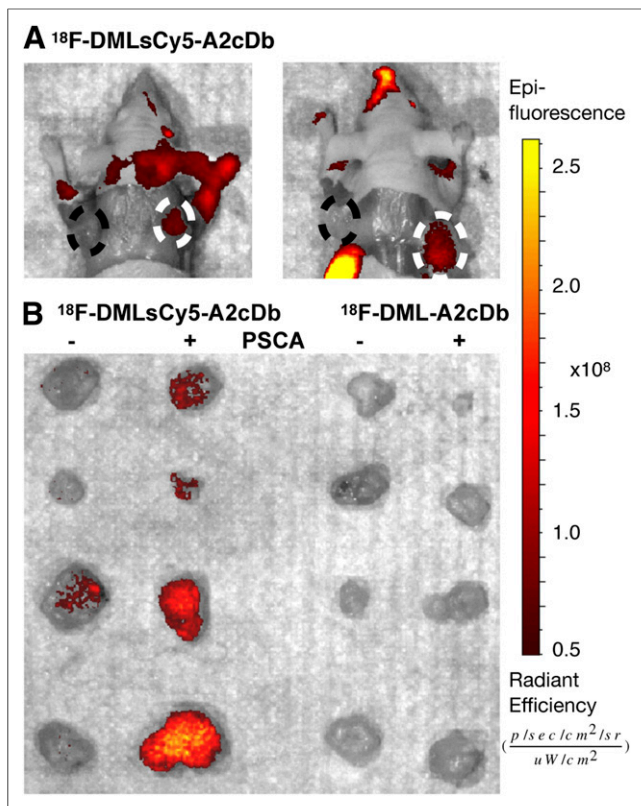 A ¹⁸F-DMLsCy5-A2cDb
Epi-
fluorescence
2.5
2.0
x10⁸
1.5
1.0
0.5
Radiant
Efficiency
(p/sec/cm²/sr / uW/cm²)
B ¹⁸F-DMLsCy5-A2cDb ¹⁸F-DML-A2cDb
- + PSCA - +